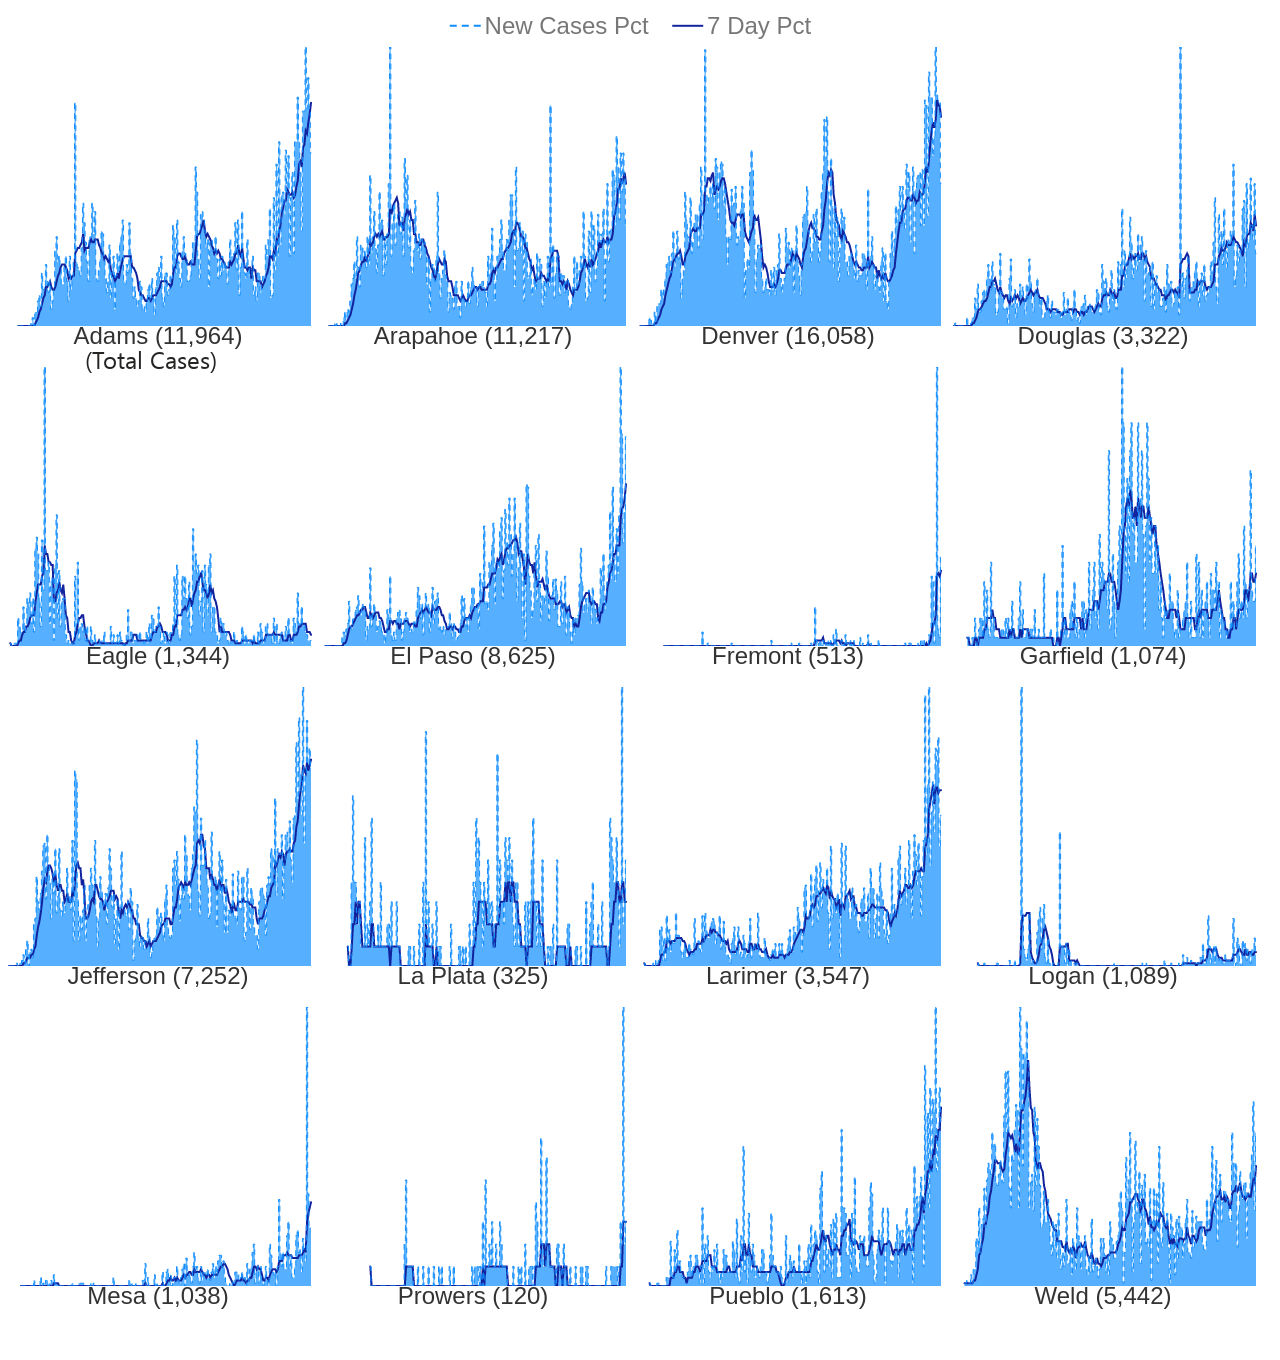 New Cases Pct 7 Day Pct
Adams (11,964) Arapahoe (11,217) Denver (16,058) Douglas (3,322)
(Total Cases)
Eagle (1,344) El Paso (8,625) Fremont (513) Garfield (1,074)
Jefferson (7,252) La Plata (325) Larimer (3,547) Logan (1,089)
Mesa (1,038) Prowers (120) Pueblo (1,613) Weld (5,442)